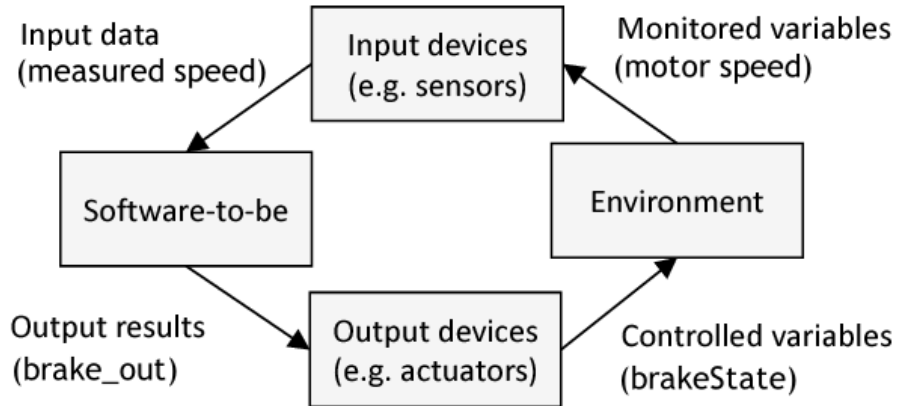 Input data
(measured speed)
Input devices
(e.g. sensors)
Monitored variables
(motor speed)
Software-to-be
Environment
Output results
(brake_out)
Output devices
(e.g. actuators)
Controlled variables
(brakeState)